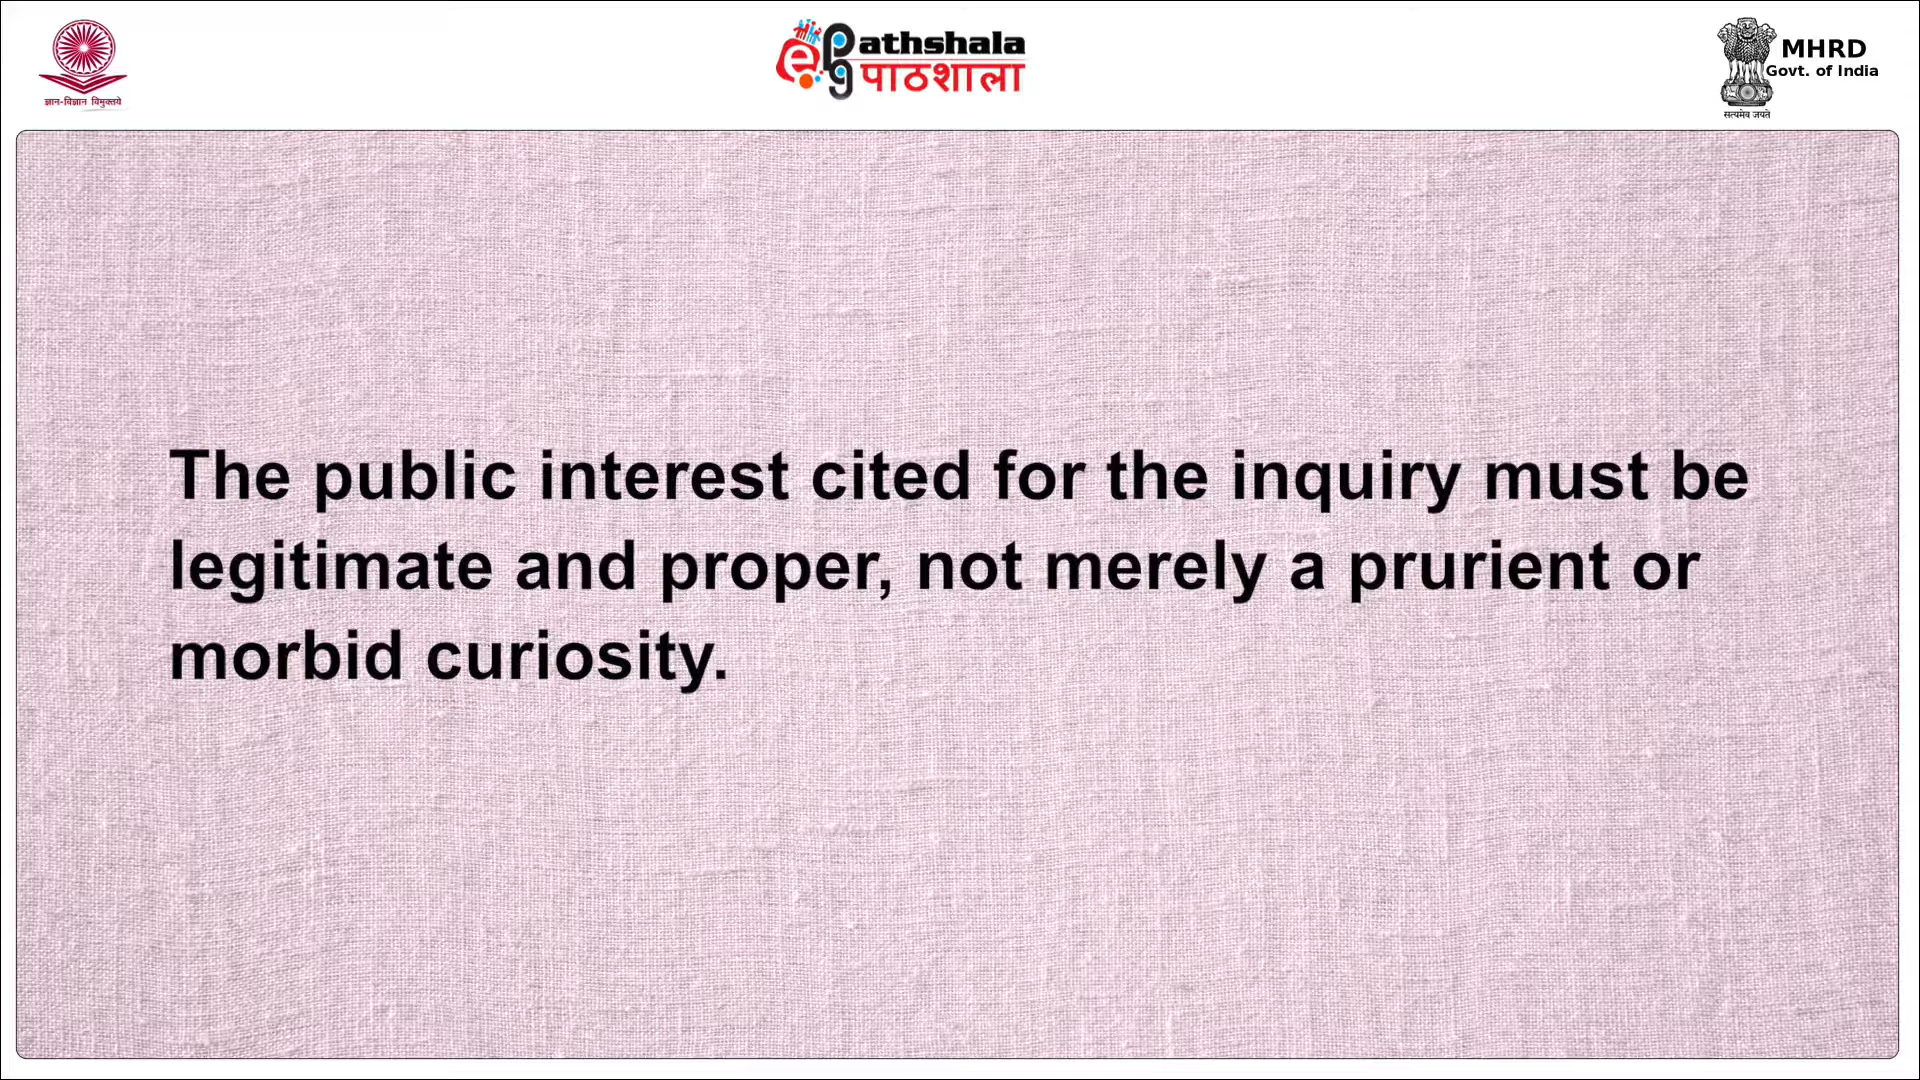 ज्ञान-विज्ञान विमुक्तये
ePg Pathshala
पाठशाला
MHRD
Govt. of India
सत्यमेव जयते
The public interest cited for the inquiry must be
legitimate and proper, not merely a prurient or
morbid curiosity.